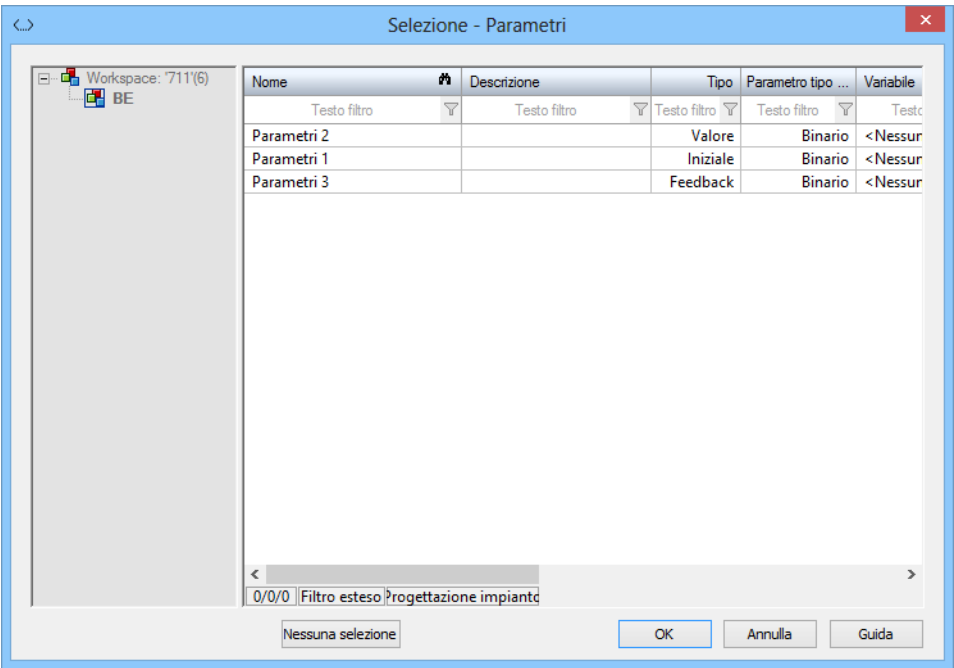 Selezione - Parametri
Workspace: '711'(6)
BE
Nome Descrizione Tipo Parametro tipo ... Variabile
Testo filtro Testo filtro Testo filtro Testo filtro Testo
Parametri 2 Valore Binario <Nessun
Parametri 1 Iniziale Binario <Nessun
Parametri 3 Feedback Binario <Nessun
0/0/0 Filtro esteso Progettazione impianto
Nessuna selezione OK Annulla Guida